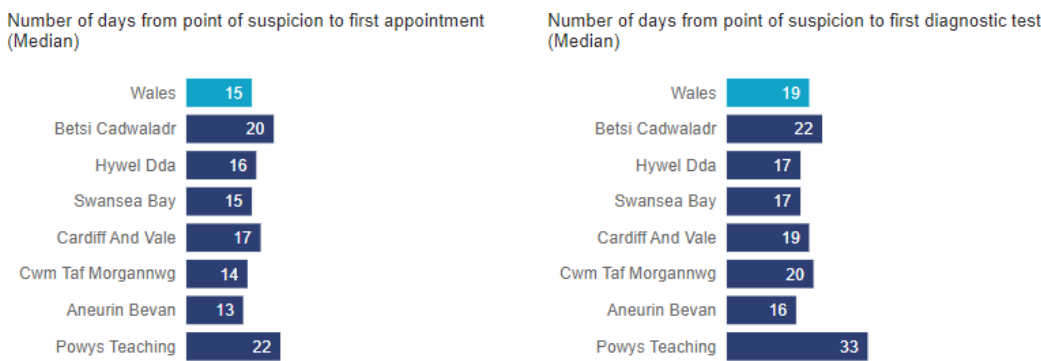 Number of days from point of suspicion to first appointment
(Median)
Wales 15
Betsi Cadwaladr 20
Hywel Dda 16
Swansea Bay 15
Cardiff And Vale 17
Cwm Taf Morgannwg 14
Aneurin Bevan 13
Powys Teaching 22
Number of days from point of suspicion to first diagnostic test
(Median)
Wales 19
Betsi Cadwaladr 22
Hywel Dda 17
Swansea Bay 17
Cardiff And Vale 19
Cwm Taf Morgannwg 20
Aneurin Bevan 16
Powys Teaching 33